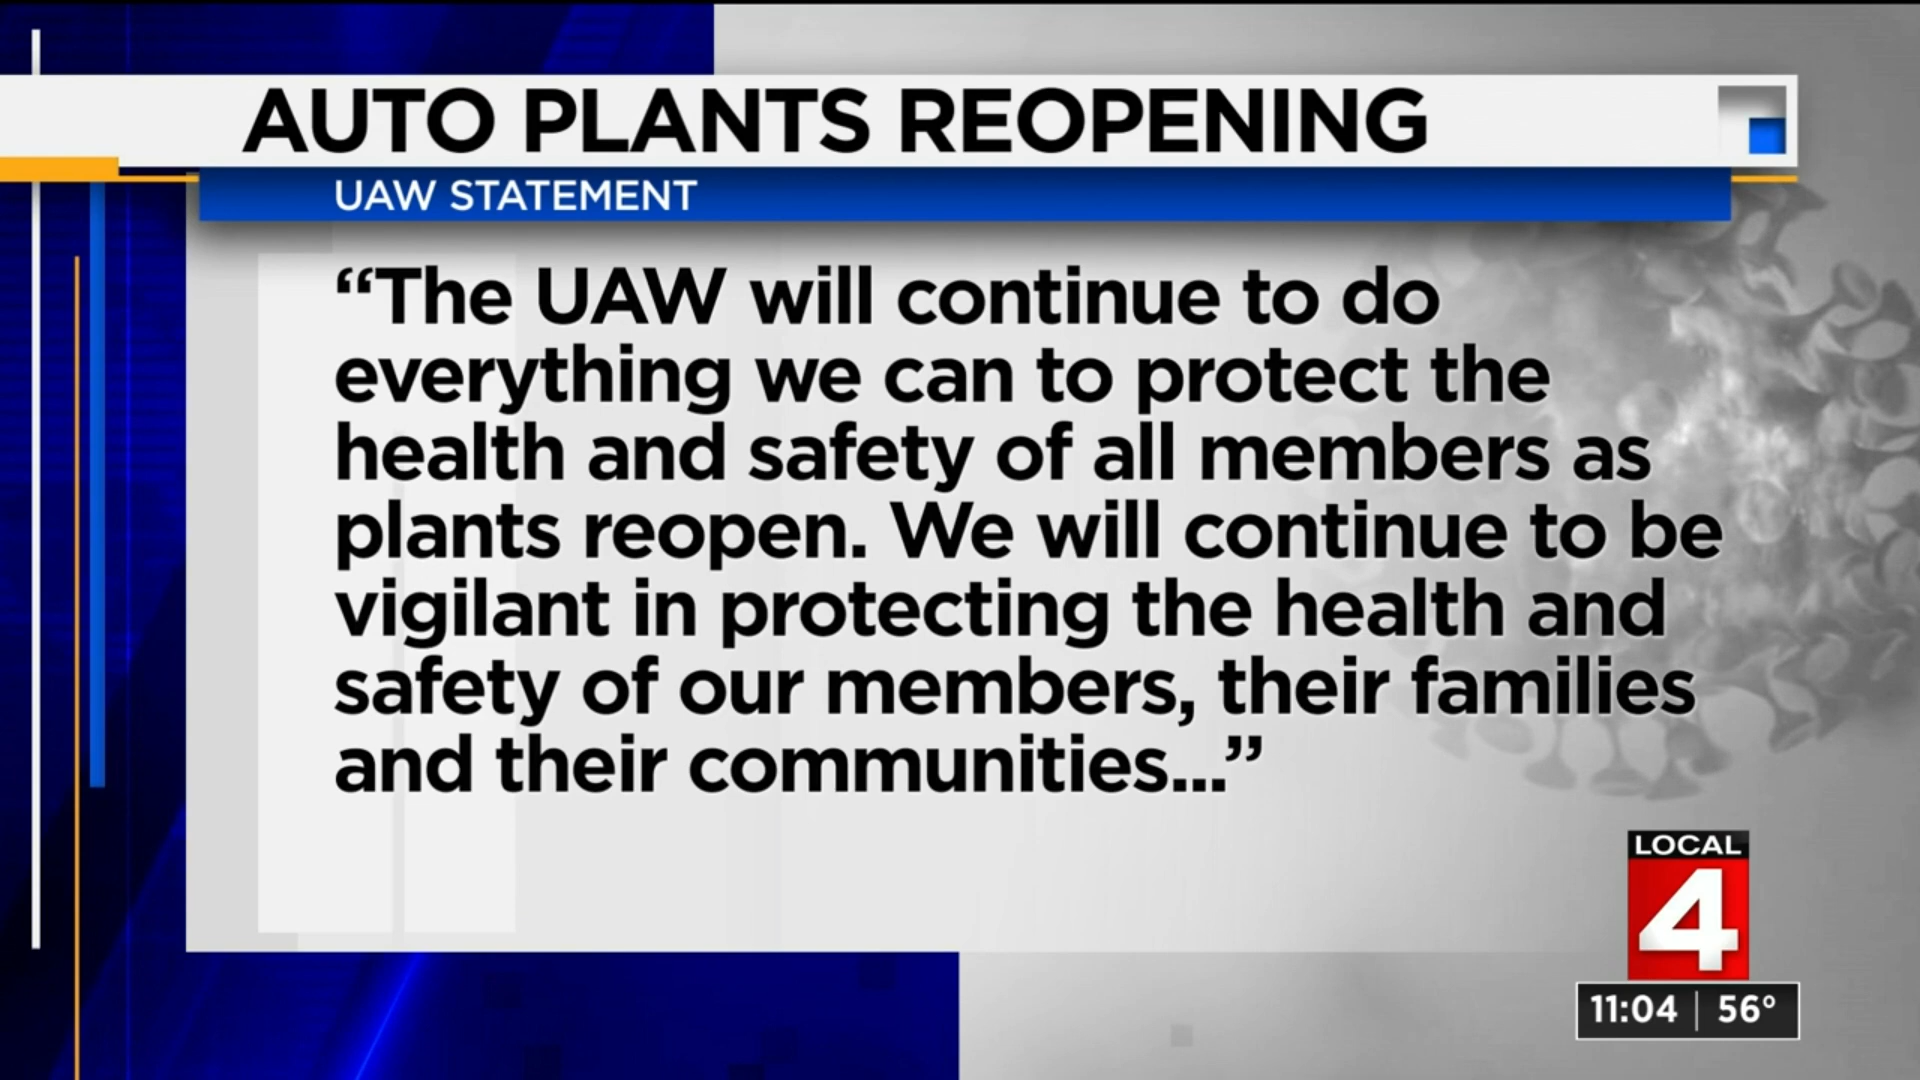 AUTO PLANTS REOPENING
UAW STATEMENT
“The UAW will continue to do
everything we can to protect the
health and safety of all members as
plants reopen. We will continue to be
vigilant in protecting the health and
safety of our members, their families
and their communities...”
LOCAL
4
11:04 56°